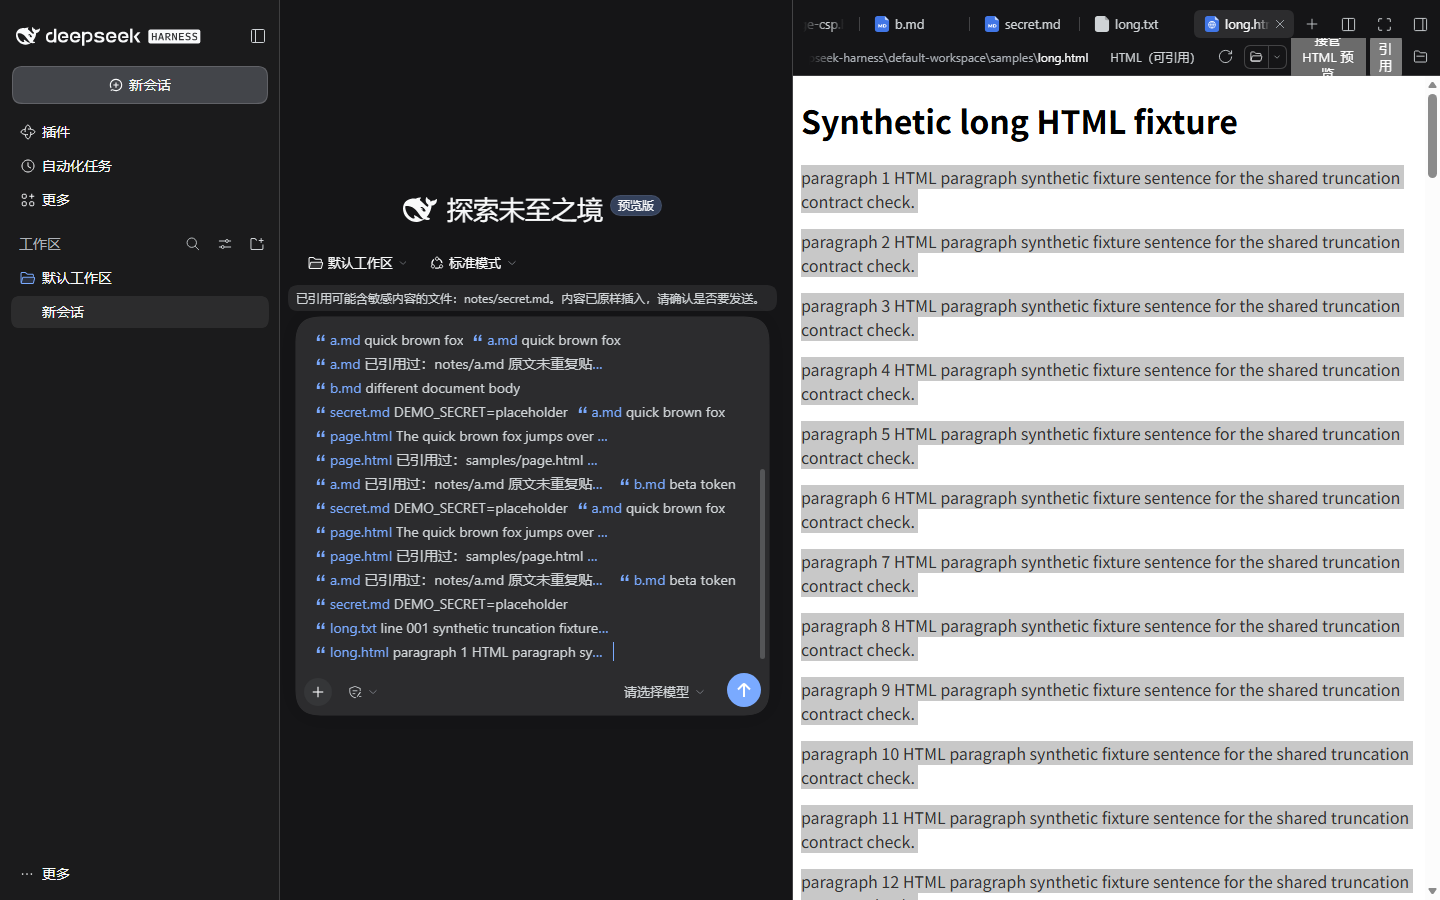 deepseek HARNESS
新会话
插件
自动化任务
更多
工作区
默认工作区
新会话
更多
探索未至之境 预览版
默认工作区 标准模式
已引用可能含敏感内容的文件：notes/secret.md。内容已原样插入，请确认是否要发送。
“ a.md quick brown fox “ a.md quick brown fox
“ a.md 已引用过：notes/a.md 原文未重复贴...
“ b.md different document body
“ secret.md DEMO_SECRET=placeholder “ a.md quick brown fox
“ page.html The quick brown fox jumps over ...
“ page.html 已引用过：samples/page.html ...
“ a.md 已引用过：notes/a.md 原文未重复贴... “ b.md beta token
“ secret.md DEMO_SECRET=placeholder “ a.md quick brown fox
“ page.html The quick brown fox jumps over ...
“ page.html 已引用过：samples/page.html ...
“ a.md 已引用过：notes/a.md 原文未重复贴... “ b.md beta token
“ secret.md DEMO_SECRET=placeholder
“ long.txt line 001 synthetic truncation fixture...
“ long.html paragraph 1 HTML paragraph sy...
请选择模型
ge-csp. b.md secret.md long.txt long.ht
seek-harness\default-workspace\samples\long.html HTML（可引用）
接管
HTML 预
览
引
用
Synthetic long HTML fixture
paragraph 1 HTML paragraph synthetic fixture sentence for the shared truncation
contract check.
paragraph 2 HTML paragraph synthetic fixture sentence for the shared truncation
contract check.
paragraph 3 HTML paragraph synthetic fixture sentence for the shared truncation
contract check.
paragraph 4 HTML paragraph synthetic fixture sentence for the shared truncation
contract check.
paragraph 5 HTML paragraph synthetic fixture sentence for the shared truncation
contract check.
paragraph 6 HTML paragraph synthetic fixture sentence for the shared truncation
contract check.
paragraph 7 HTML paragraph synthetic fixture sentence for the shared truncation
contract check.
paragraph 8 HTML paragraph synthetic fixture sentence for the shared truncation
contract check.
paragraph 9 HTML paragraph synthetic fixture sentence for the shared truncation
contract check.
paragraph 10 HTML paragraph synthetic fixture sentence for the shared truncation
contract check.
paragraph 11 HTML paragraph synthetic fixture sentence for the shared truncation
contract check.
paragraph 12 HTML paragraph synthetic fixture sentence for the shared truncation